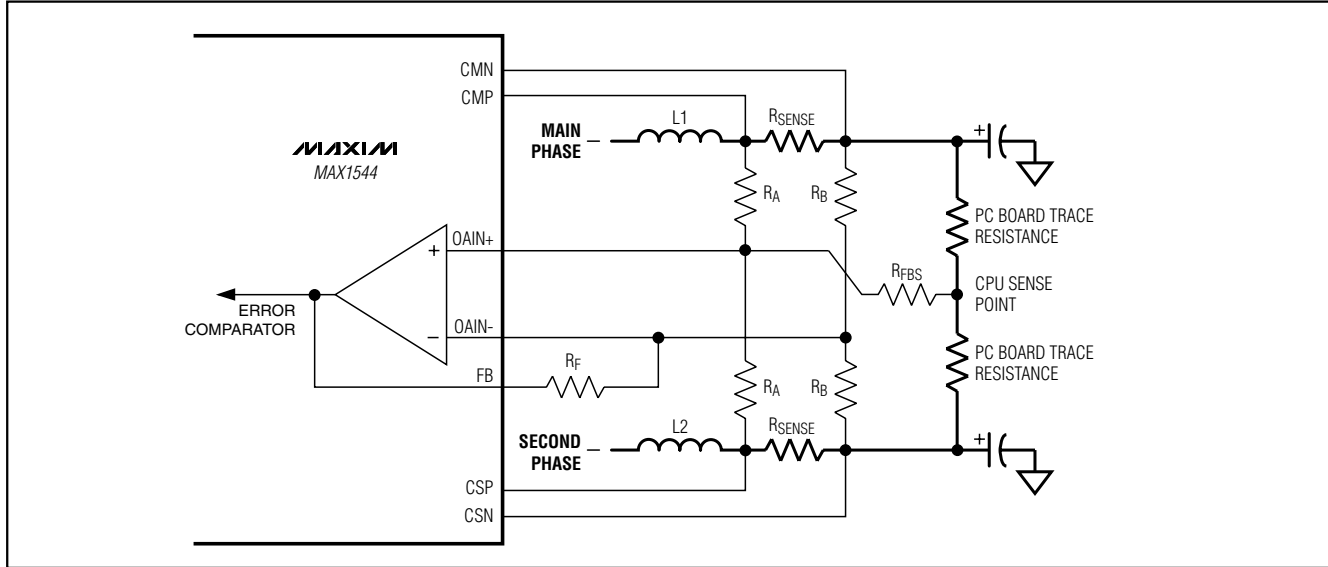 CMN
CMP
MAXIM
MAX1544
MAIN
PHASE
L1
RSENSE
+
RA
RB
PC BOARD TRACE
RESISTANCE
OAIN+
+
RFBS
CPU SENSE
POINT
ERROR
COMPARATOR
OAIN-
−
FB
RF
PC BOARD TRACE
RESISTANCE
RA
RB
SECOND
PHASE
L2
RSENSE
+
CSP
CSN